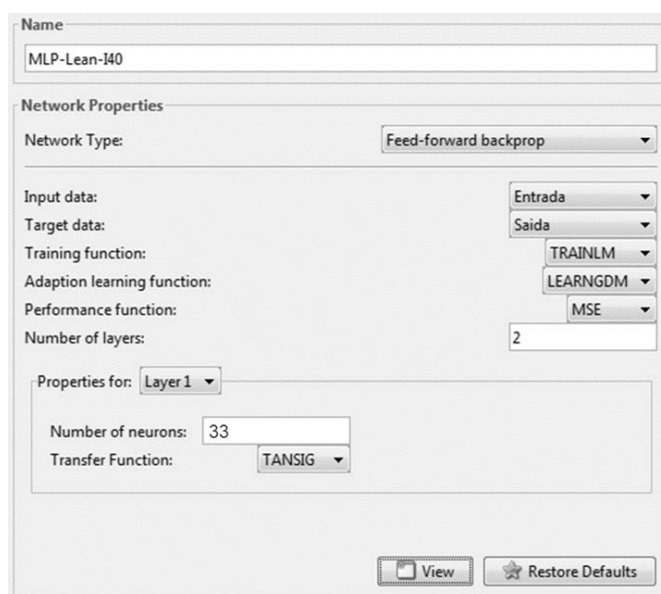 Name
MLP-Lean-I40
Network Properties
Network Type: Feed-forward backprop
Input data: Entrada
Target data: Saida
Training function: TRAINLM
Adaption learning function: LEARNGDM
Performance function: MSE
Number of layers: 2
Properties for: Layer 1
Number of neurons: 33
Transfer Function: TANSIG
View Restore Defaults